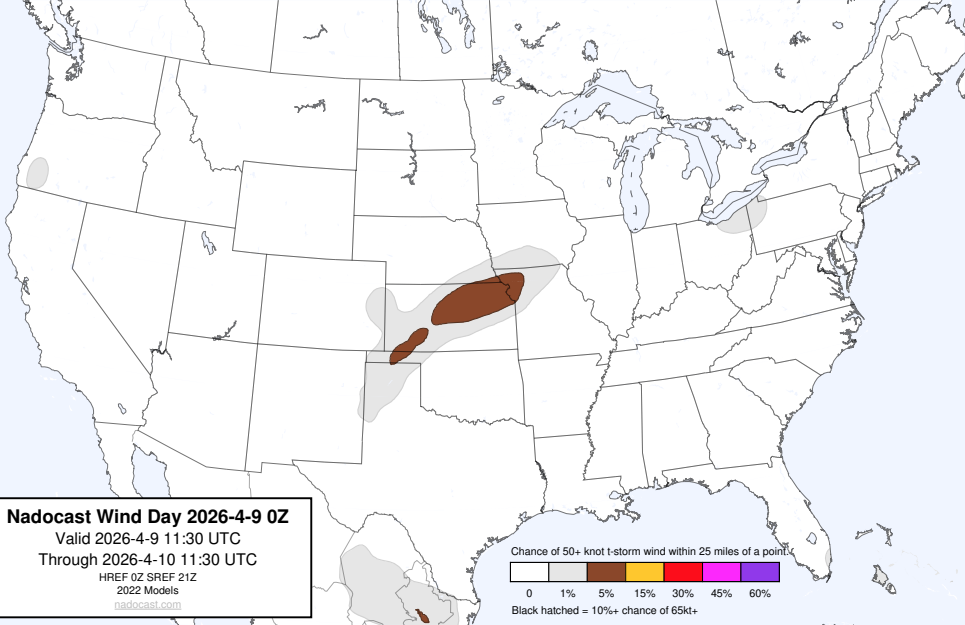 Nadocast Wind Day 2026-4-9 0Z
Valid 2026-4-9 11:30 UTC
Through 2026-4-10 11:30 UTC
HREF 0Z SREF 21Z
2022 Models
nadocast.com
Chance of 50+ knot t-storm wind within 25 miles of a point.
0 1% 5% 15% 30% 45% 60%
Black hatched = 10%+ chance of 65kt+